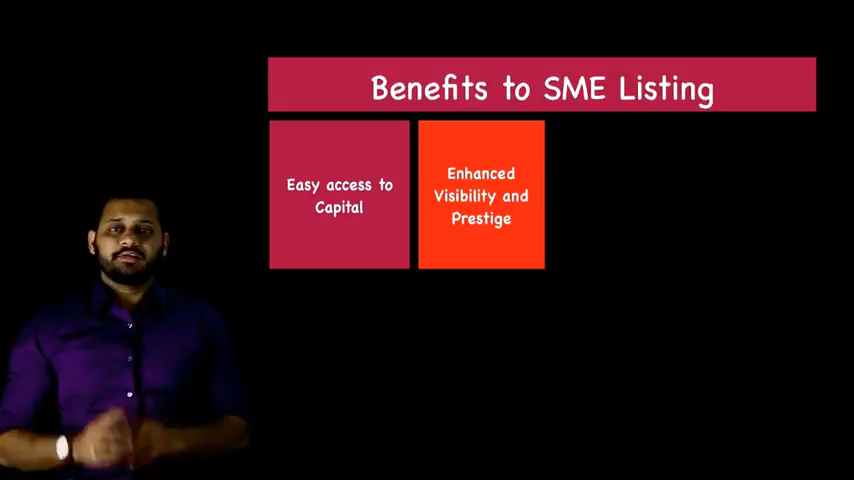 Benefits to SME Listing
Easy access to
Capital
Enhanced
Visibility and
Prestige